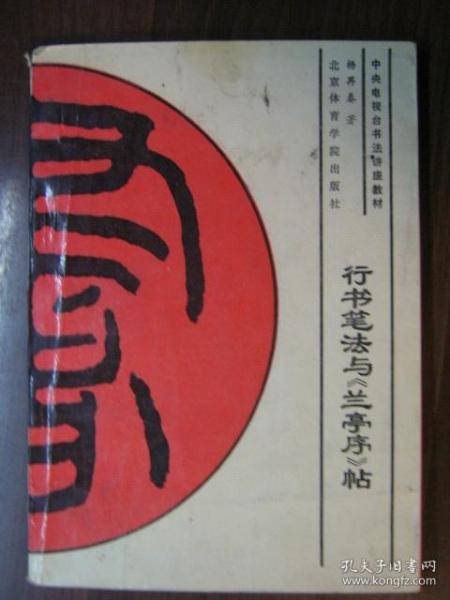 中央电视台书法讲座教材
杨再春 著
北京体育学院出版社
行书笔法与《兰亭序》帖
孔夫子旧书网
www.kongfz.com